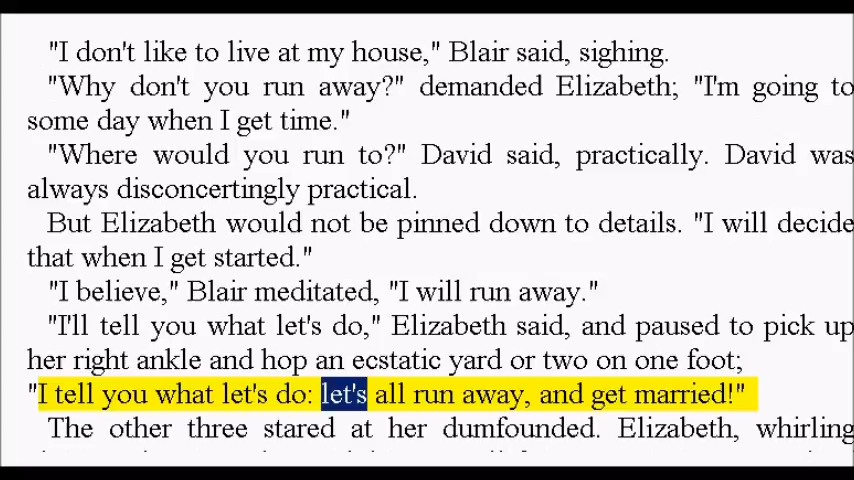 "I don't like to live at my house," Blair said, sighing.
"Why don't you run away?" demanded Elizabeth; "I'm going to
some day when I get time."
"Where would you run to?" David said, practically. David was
always disconcertingly practical.
But Elizabeth would not be pinned down to details. "I will decide
that when I get started."
"I believe," Blair meditated, "I will run away."
"I'll tell you what let's do," Elizabeth said, and paused to pick up
her right ankle and hop an ecstatic yard or two on one foot;
"I tell you what let's do: let's all run away, and get married!"
The other three stared at her dumfounded. Elizabeth, whirling